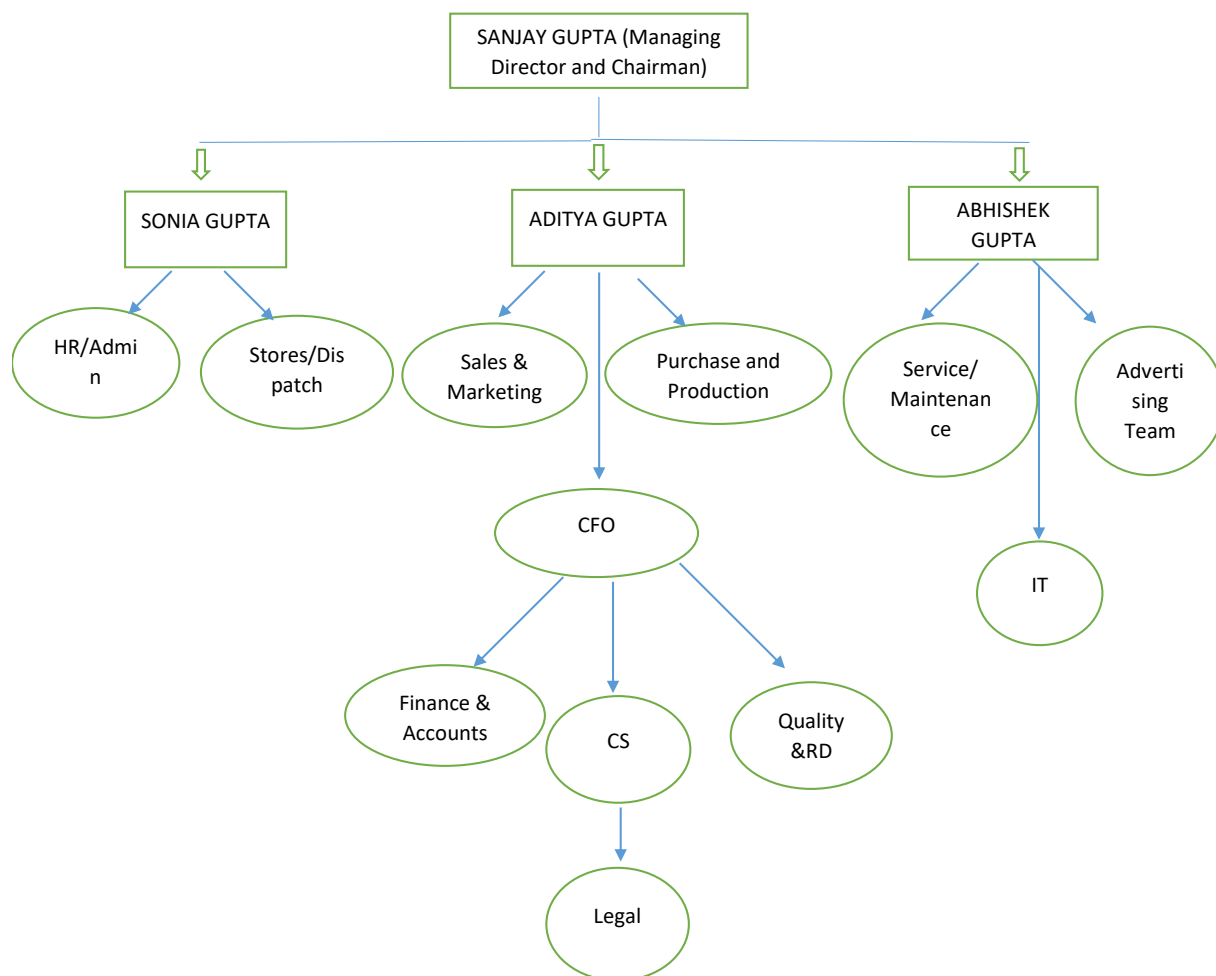 SANJAY GUPTA (Managing
Director and Chairman)
SONIA GUPTA
ADITYA GUPTA
ABHISHEK
GUPTA
HR/Admi
n
Stores/Dis
patch
Sales &
Marketing
Purchase and
Production
Service/
Maintenan
ce
Adverti
sing
Team
CFO
IT
Finance &
Accounts
CS
Quality
&RD
Legal